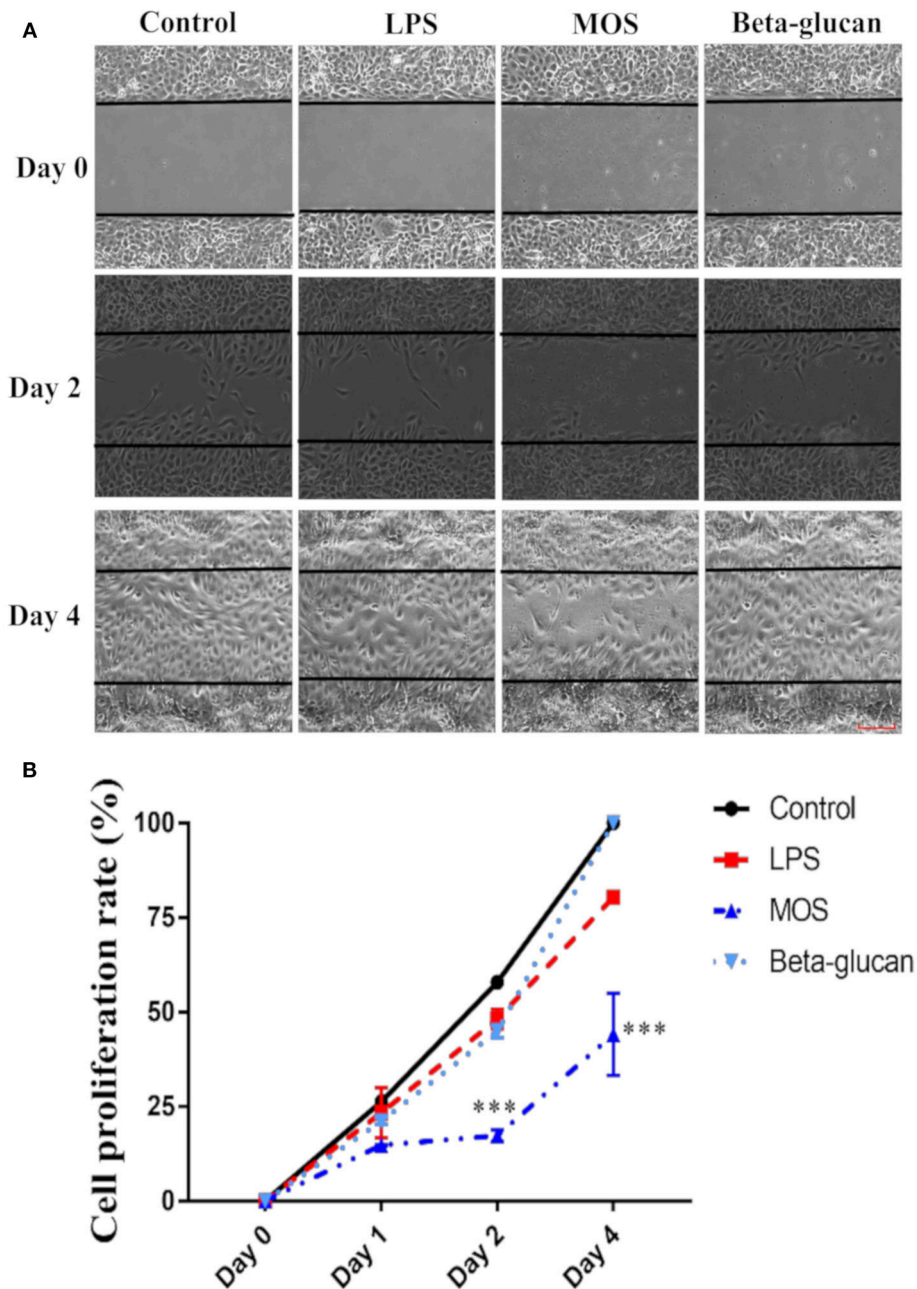 A
Control LPS MOS Beta-glucan
Day 0
Day 2
Day 4
B
Cell proliferation rate (%)
100
75
50
25
0
***
***
Day 0 Day 1 Day 2 Day 4
Control
LPS
MOS
Beta-glucan